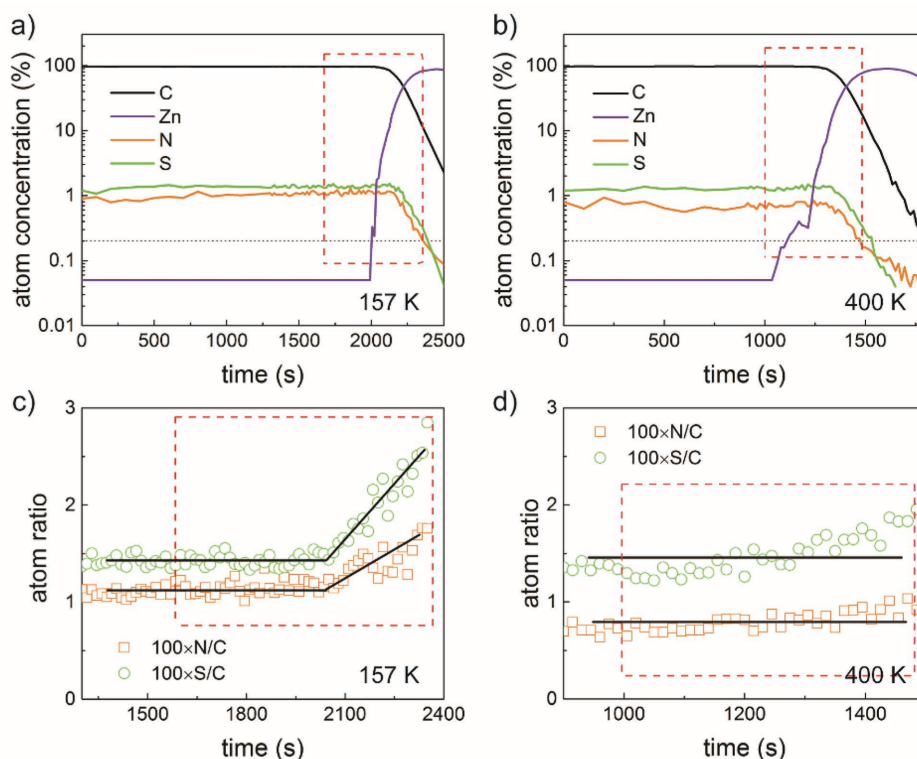 a)
atom concentration (%)
100
10
1
0.1
0.01
C
Zn
N
S
157 K
0 500 1000 1500 2000 2500
time (s)
b)
atom concentration (%)
100
10
1
0.1
0.01
C
Zn
N
S
400 K
0 500 1000 1500
time (s)
c)
atom ratio
3
2
1
0
100×N/C
100×S/C
157 K
1500 1800 2100 2400
time (s)
d)
atom ratio
3
2
1
0
100×N/C
100×S/C
400 K
1000 1200 1400
time (s)